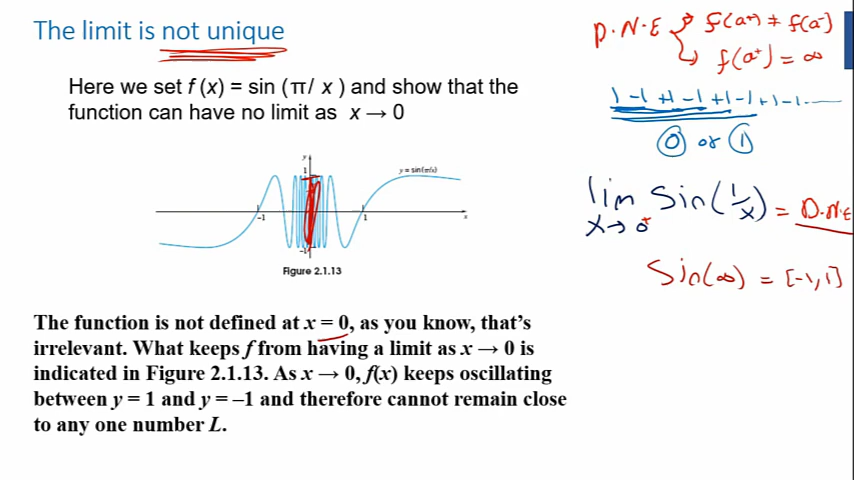 The limit is not unique
Here we set f (x) = sin (π/ x ) and show that the
function can have no limit as x → 0
y
1
y = sin(π/x)
−1
1
x
−1
Figure 2.1.13
The function is not defined at x = 0, as you know, that's
irrelevant. What keeps f from having a limit as x → 0 is
indicated in Figure 2.1.13. As x → 0, f(x) keeps oscillating
between y = 1 and y = –1 and therefore cannot remain close
to any one number L.
D.N.E → f(a+) ≠ f(a-)
→ f(a+) = ∞
1 -1 +1 -1 +1 -1 +1 -1 - ......
0 or 1
lim Sin(1/x) = D.N.E
x→0+
Sin(∞) = [-1,1]